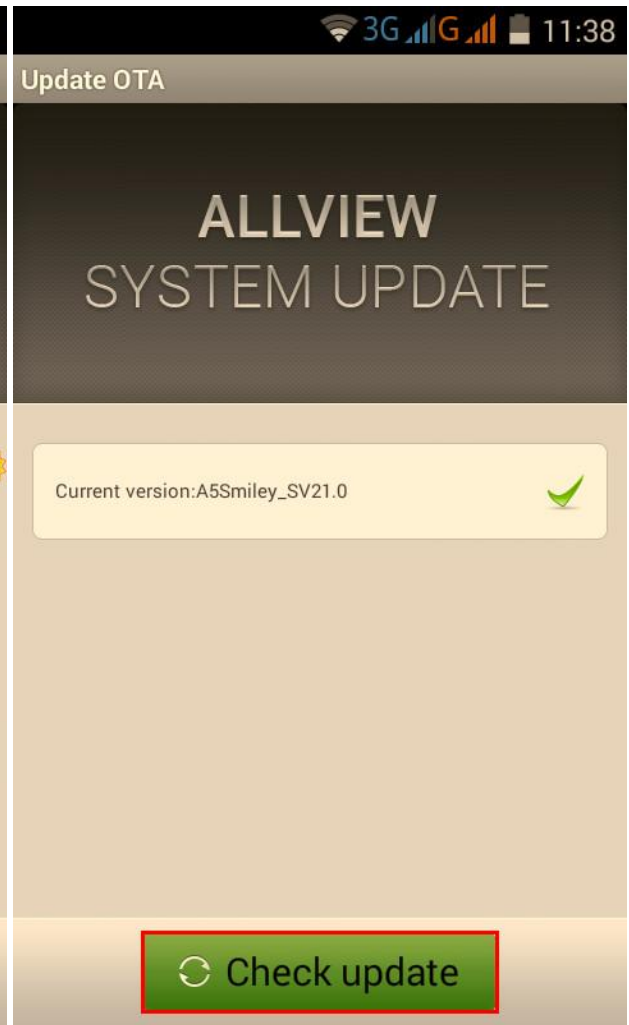 3G G 11:38
Update OTA
ALLVIEW
SYSTEM UPDATE
Current version:A5Smiley_SV21.0
Check update